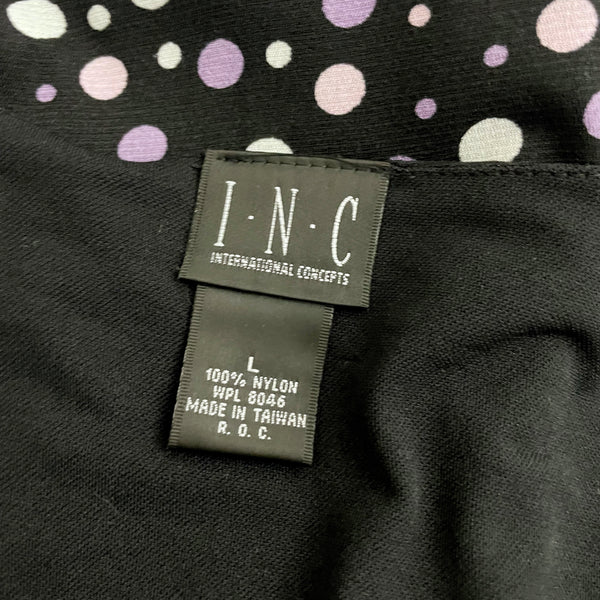 I·N·C
INTERNATIONAL CONCEPTS
L
100% NYLON
WPL 8046
MADE IN TAIWAN
R. O. C.